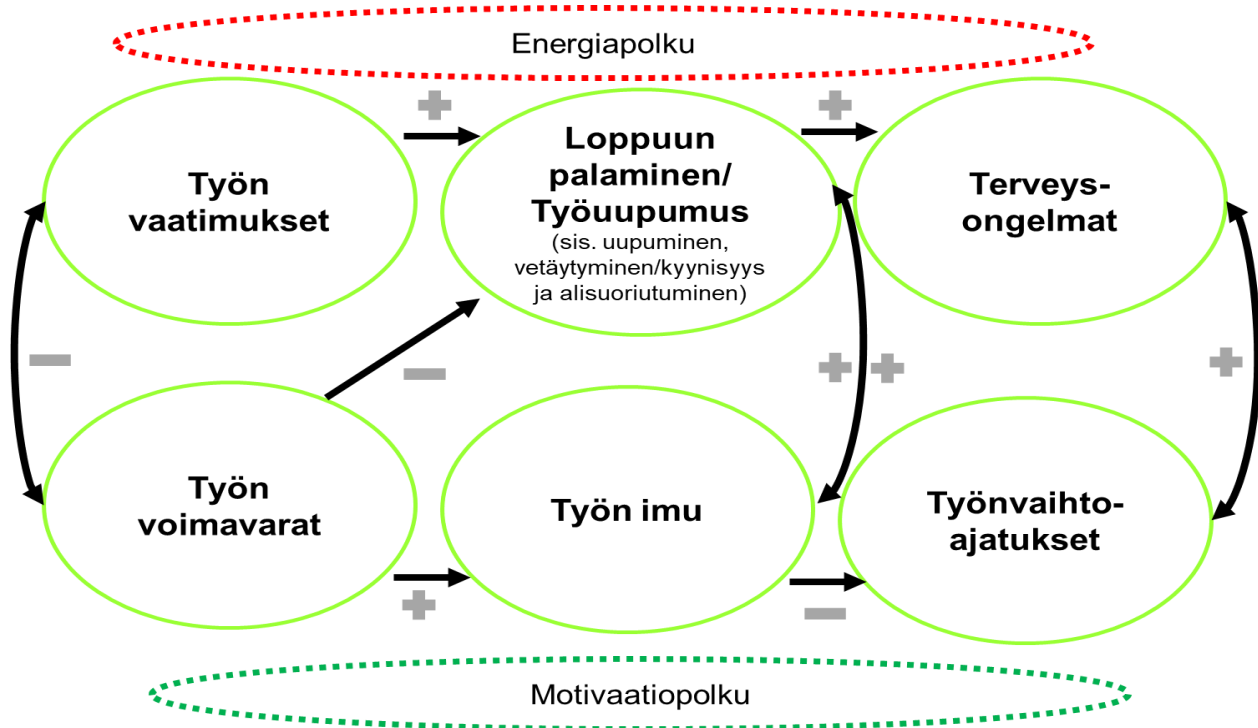 Energiapolku
Työn
vaatimukset
Loppuun
palaminen/
Työuupumus
(sis. uupuminen,
vetäytyminen/kyynisyys
ja alisuoriutuminen)
Terveys-
ongelmat
Työn
voimavarat
Työn imu
Työnvaihto-
ajatukset
Motivaatiopolku